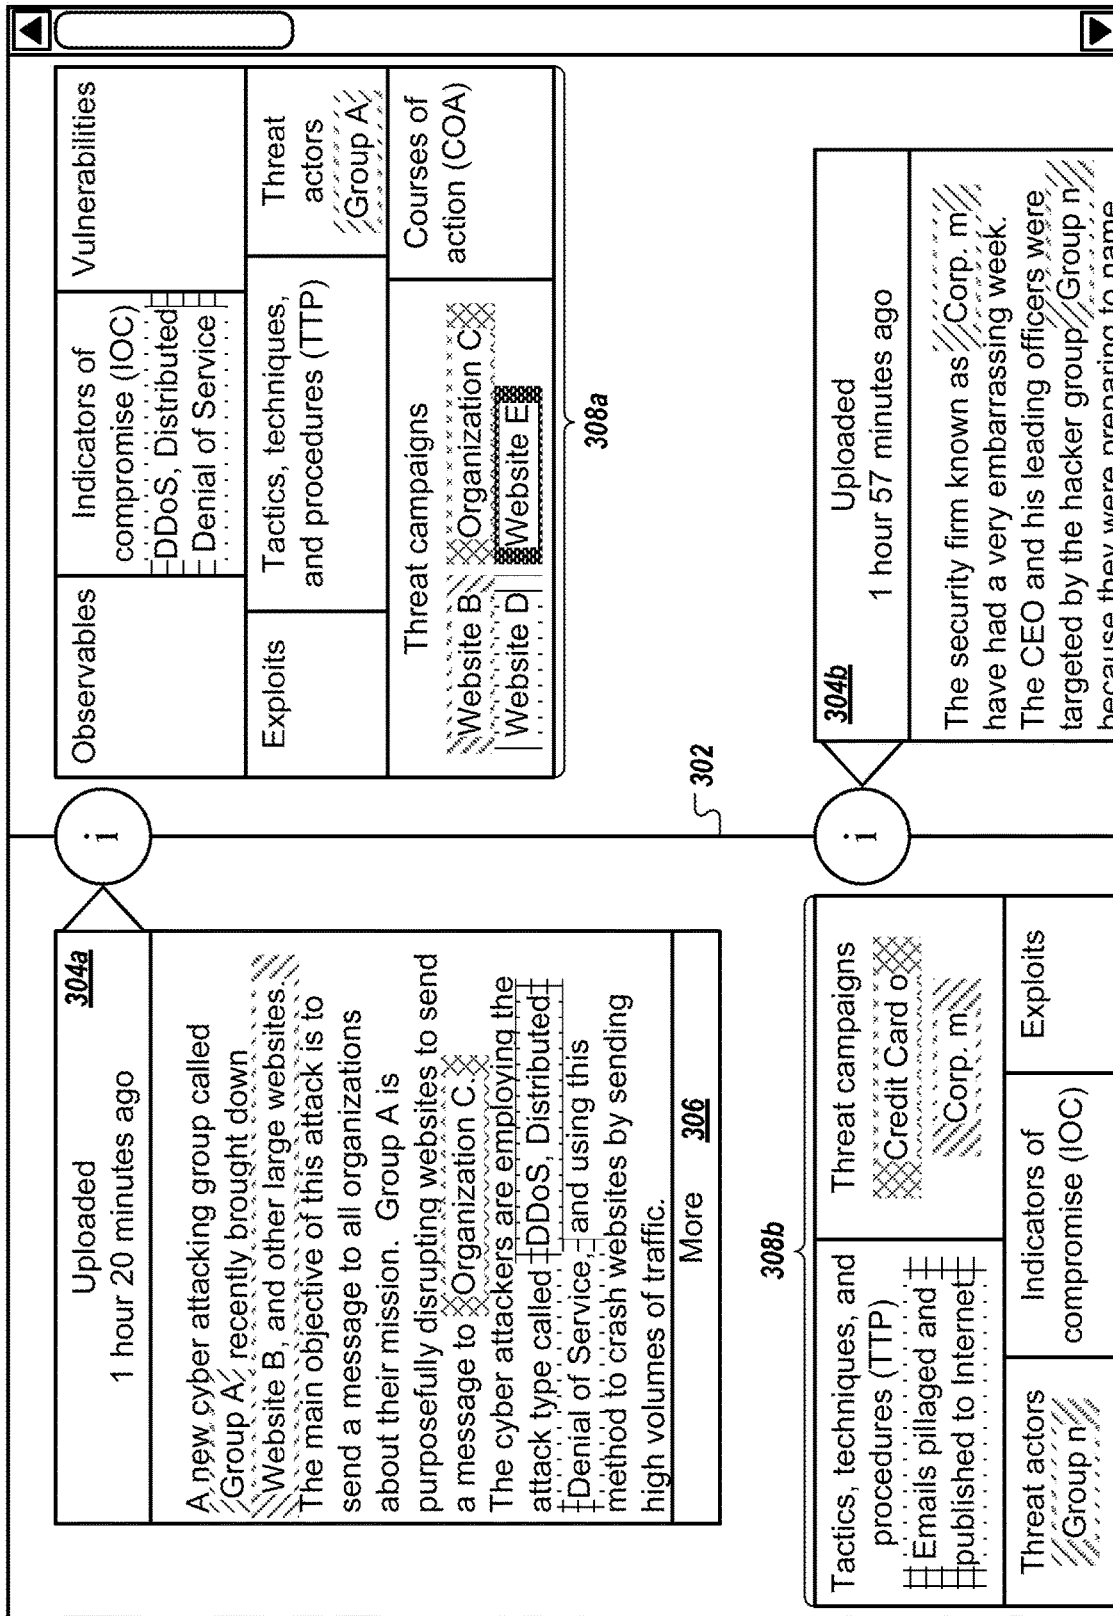 Uploaded
1 hour 20 minutes ago
304a
A new cyber attacking group called
Group A recently brought down
Website B, and other large websites.
The main objective of this attack is to
send a message to all organizations
about their mission. Group A is
purposefully disrupting websites to send
a message to Organization C.
The cyber attackers are employing the
attack type called DDoS, Distributed
Denial of Service, and using this
method to crash websites by sending
high volumes of traffic.
More
306
i
Observables
Indicators of
compromise (IOC)
DDoS, Distributed
Denial of Service
Vulnerabilities
Exploits
Tactics, techniques,
and procedures (TTP)
Threat
actors
Group A
Threat campaigns
Website B
Organization C
Website D
Website E
Courses of
action (COA)
308a
302
308b
Tactics, techniques, and
procedures (TTP)
Emails pillaged and
published to Internet
Threat campaigns
Credit Card o
Corp. m
Threat actors
Group n
Indicators of
compromise (IOC)
Exploits
i
304b
Uploaded
1 hour 57 minutes ago
The security firm known as Corp. m
have had a very embarrassing week.
The CEO and his leading officers were
targeted by the hacker group Group n
because they were preparing to name